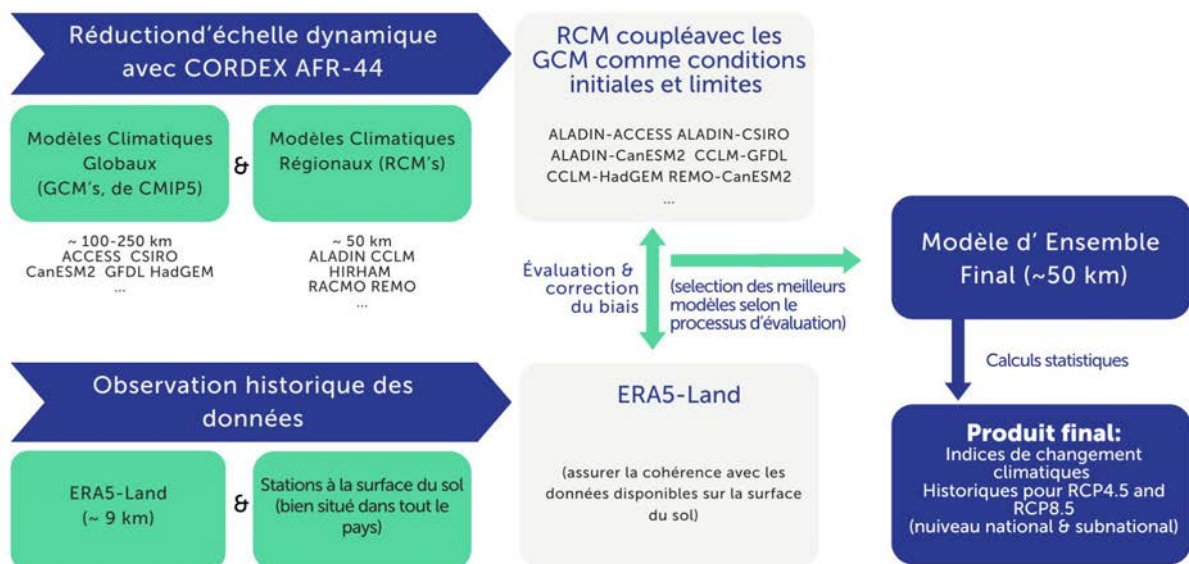 Réductiond'échelle dynamique
avec CORDEX AFR-44
Modèles Climatiques
Globaux
(GCM's, de CMIP5)
&
Modèles Climatiques
Régionaux (RCM's)
~ 100-250 km
ACCESS CSIRO
CanESM2 GFDL HadGEM
...
~ 50 km
ALADIN CCLM
HIRHAM
RACMO REMO
...
RCM coupléavec les
GCM comme conditions
initiales et limites
ALADIN-ACCESS ALADIN-CSIRO
ALADIN-CanESM2 CCLM-GFDL
CCLM-HadGEM REMO-CanESM2
...
Évaluation &
correction
du biais
(selection des meilleurs
modèles selon le
processus d'évaluation)
Modèle d' Ensemble
Final (~50 km)
Calculs statistiques
Observation historique des
données
ERA5-Land
(~ 9 km)
&
Stations à la surface du sol
(bien situé dans tout le
pays)
ERA5-Land
(assurer la cohérence avec les
données disponibles sur la surface
du sol)
Produit final:
Indices de changement
climatiques
Historiques pour RCP4.5 and
RCP8.5
(nuiveau national & subnational)